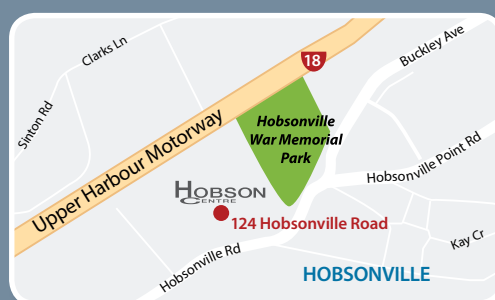 Clarks Ln
18
Buckley Ave
Sinton Rd
Upper Harbour Motorway
Hobsonville
War Memorial
Park
Hobsonville Point Rd
HOBSON
CENTRE
124 Hobsonville Road
Kay Cr
Hobsonville Rd
HOBSONVILLE